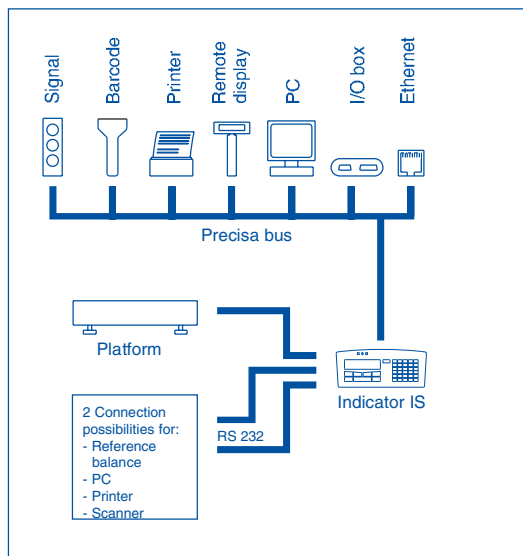 Signal
Barcode
Printer
Remote
display
PC
I/O box
Ethernet
Precisa bus
Platform
Indicator IS
2 Connection
possibilities for:
- Reference
balance
- PC
- Printer
- Scanner
RS 232